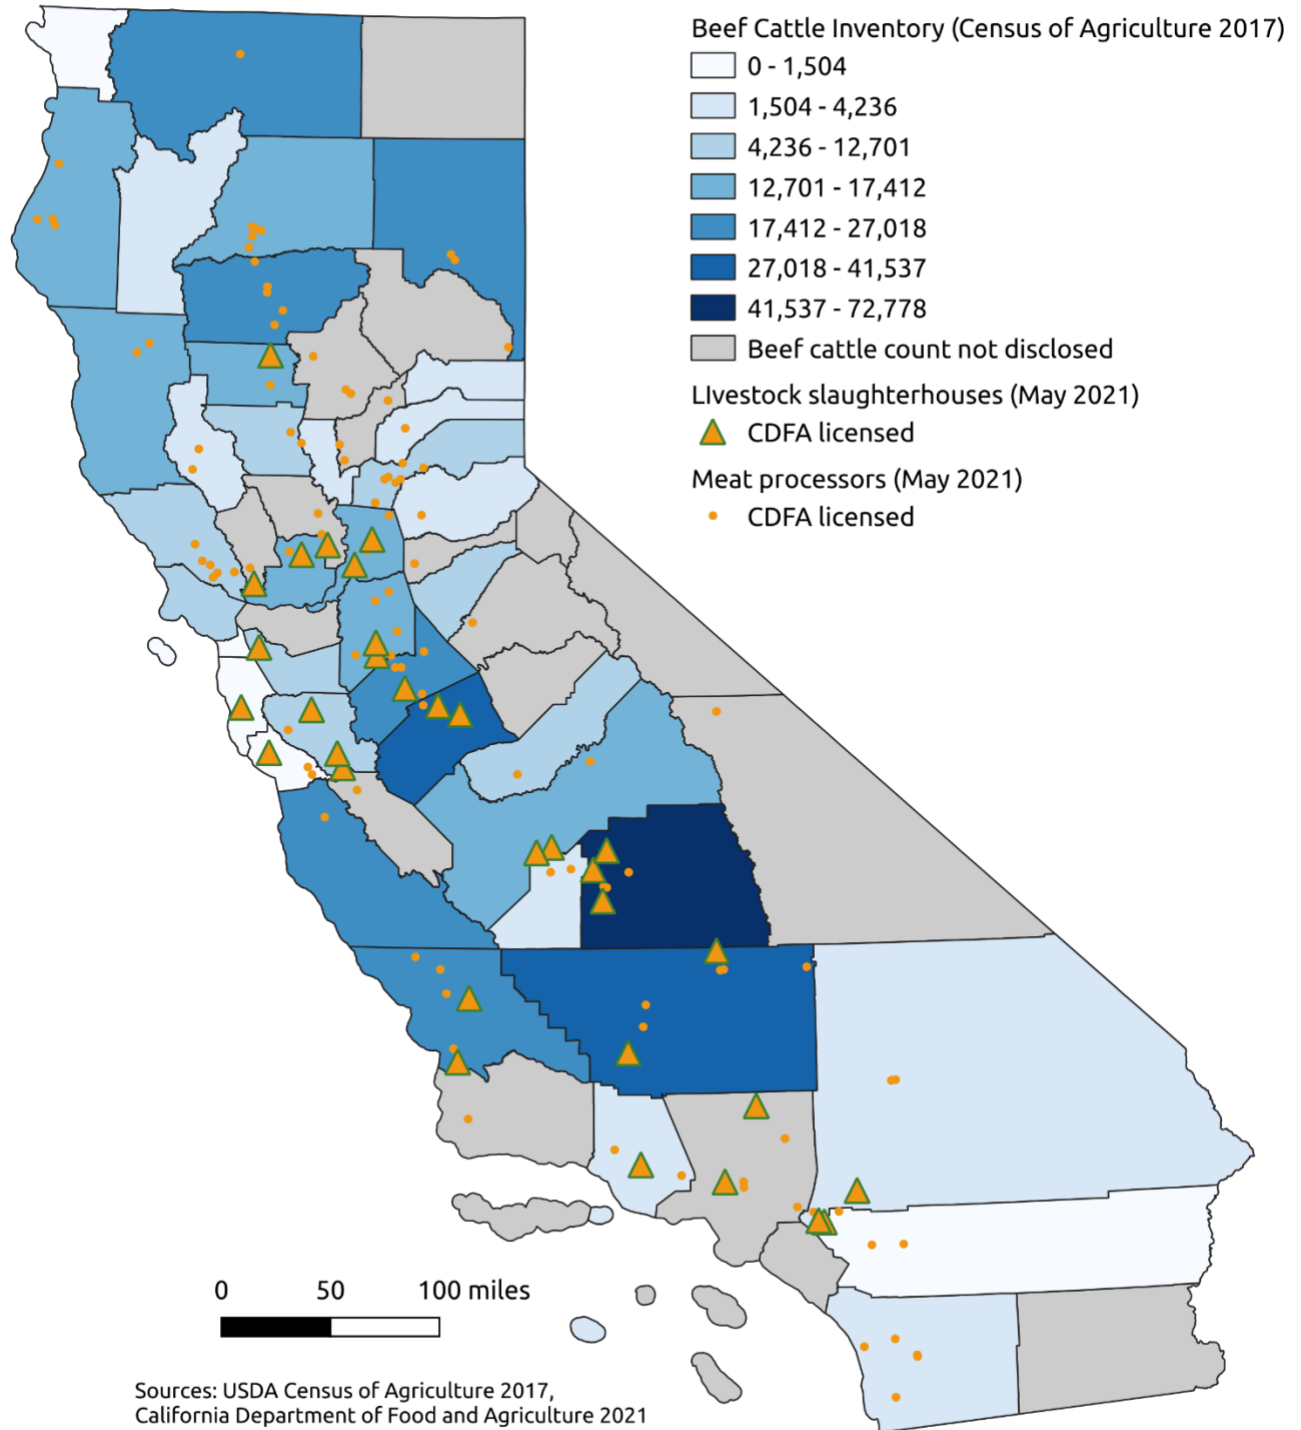 Beef Cattle Inventory (Census of Agriculture 2017)
0 - 1,504
1,504 - 4,236
4,236 - 12,701
12,701 - 17,412
17,412 - 27,018
27,018 - 41,537
41,537 - 72,778
Beef cattle count not disclosed
LIvestock slaughterhouses (May 2021)
CDFA licensed
Meat processors (May 2021)
CDFA licensed
0 50 100 miles
Sources: USDA Census of Agriculture 2017,
California Department of Food and Agriculture 2021